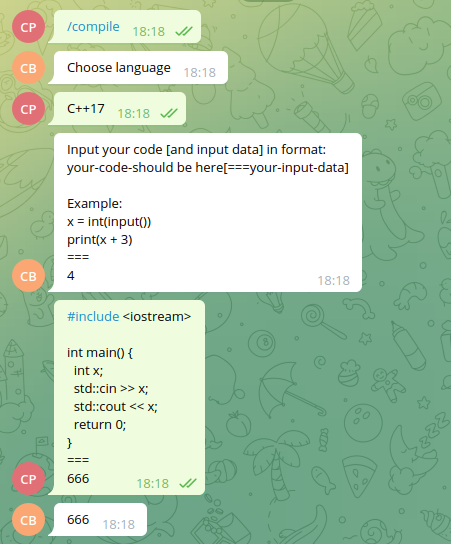 CP
/compile 18:18
CB
Choose language 18:18
CP
C++17 18:18
Input your code [and input data] in format:
your-code-should be here[===your-input-data]
Example:
x = int(input())
print(x + 3)
===
4
CB
18:18
#include <iostream>
int main() {
int x;
std::cin >> x;
std::cout << x;
return 0;
}
===
666
CP
18:18
CB
666 18:18